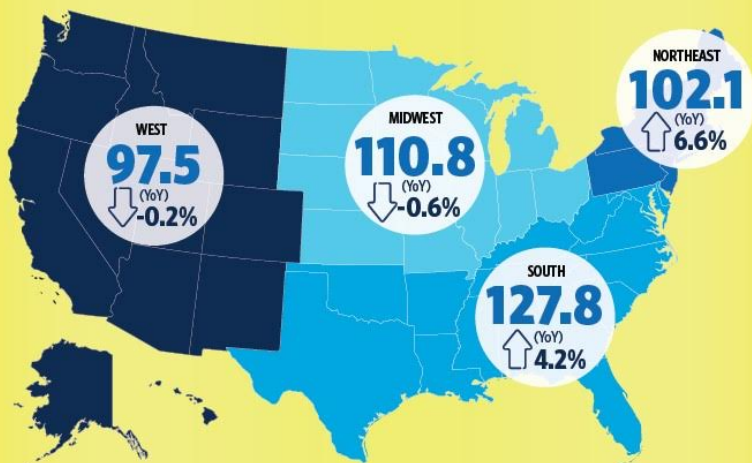 NORTHEAST
102.1
(YoY)
6.6%
WEST
97.5
(YoY)
-0.2%
MIDWEST
110.8
(YoY)
-0.6%
SOUTH
127.8
(YoY)
4.2%